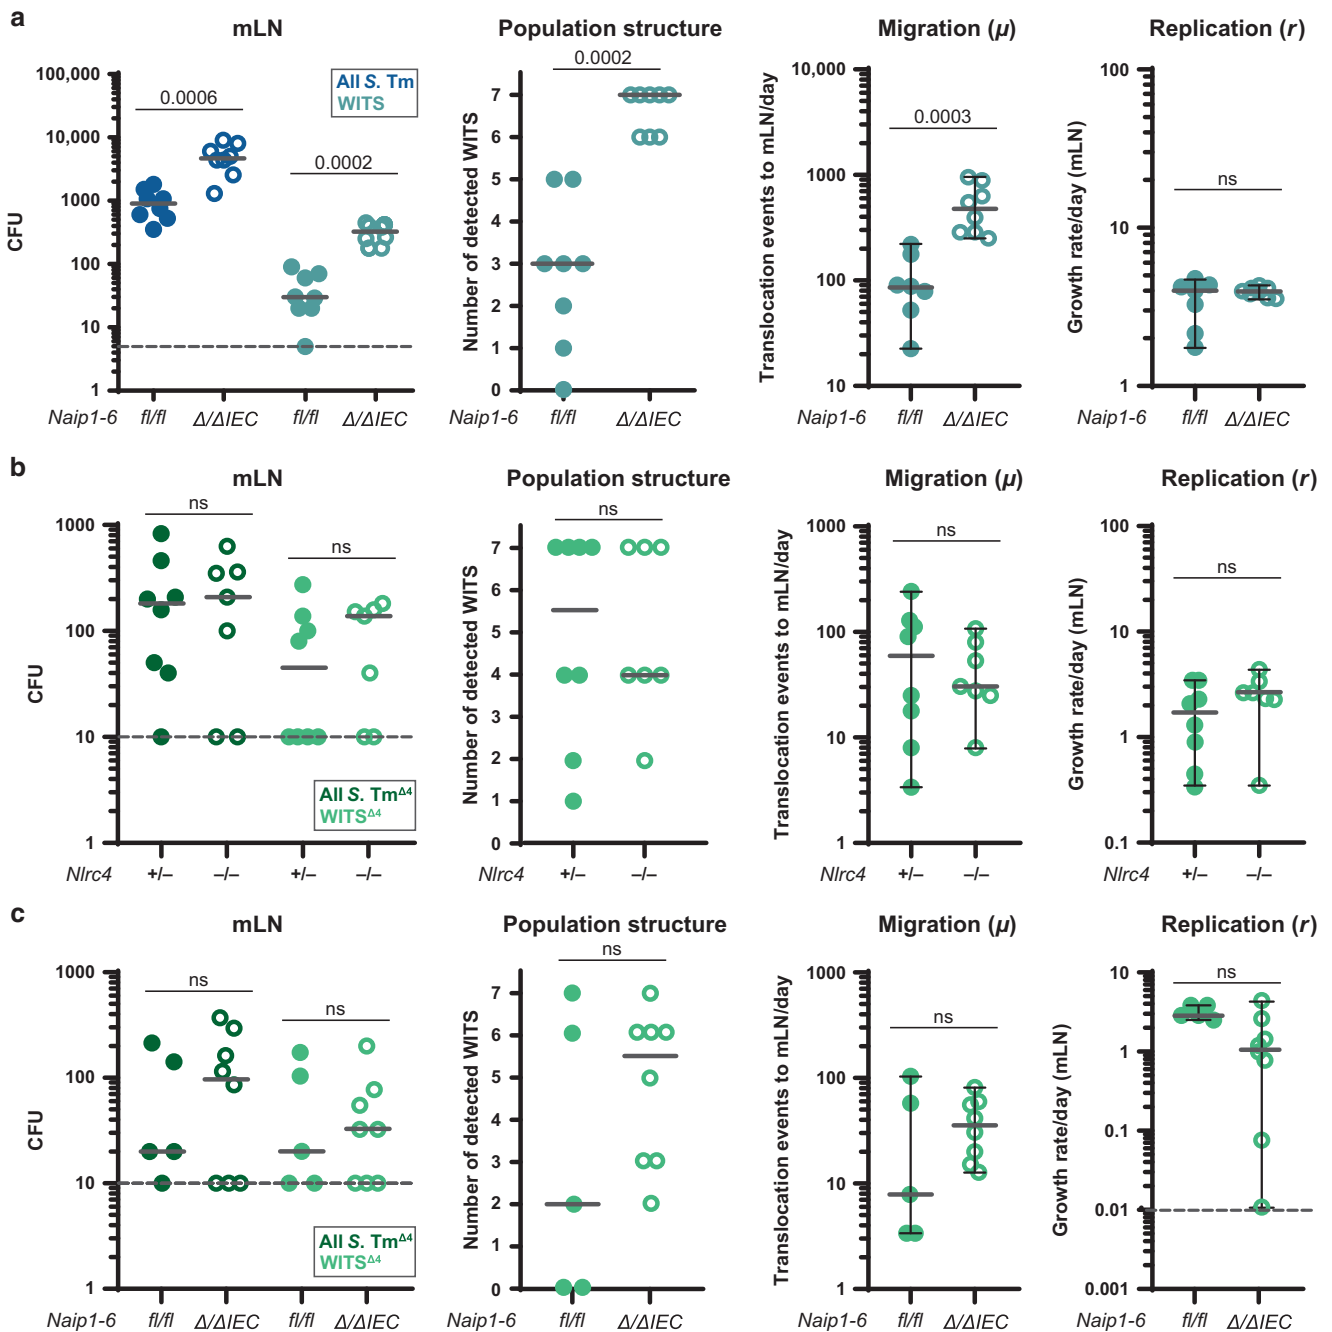 a
mLN
Population structure
Migration (μ)
Replication (r)
CFU
100,000
10,000
1000
100
10
1
0.0006
0.0002
All S. Tm
WITS
Naip1-6 fl/fl Δ/ΔIEC fl/fl Δ/ΔIEC
Number of detected WITS
7
6
5
4
3
2
1
0
0.0002
Naip1-6 fl/fl Δ/ΔIEC
Translocation events to mLN/day
10,000
1000
100
10
0.0003
fl/fl Δ/ΔIEC
Growth rate/day (mLN)
100
10
1
ns
Naip1-6 fl/fl Δ/ΔIEC
b
mLN
Population structure
Migration (μ)
Replication (r)
CFU
1000
100
10
1
ns
ns
All S. Tm^Δ4
WITS^Δ4
Nlrc4 +/– –/– +/– –/–
Number of detected WITS
7
6
5
4
3
2
1
0
ns
Nlrc4 +/– –/–
Translocation events to mLN/day
1000
100
10
1
ns
Nlrc4 +/– –/–
Growth rate/day (mLN)
100
10
1
0.1
ns
Nlrc4 +/– –/–
c
mLN
Population structure
Migration (μ)
Replication (r)
CFU
1000
100
10
1
ns
ns
All S. Tm^Δ4
WITS^Δ4
Naip1-6 fl/fl Δ/ΔIEC fl/fl Δ/ΔIEC
Number of detected WITS
7
6
5
4
3
2
1
0
ns
Naip1-6 fl/fl Δ/ΔIEC
Translocation events to mLN/day
1000
100
10
1
ns
Naip1-6 fl/fl Δ/ΔIEC
Growth rate/day (mLN)
10
1
0.1
0.01
0.001
ns
Naip1-6 fl/fl Δ/ΔIEC